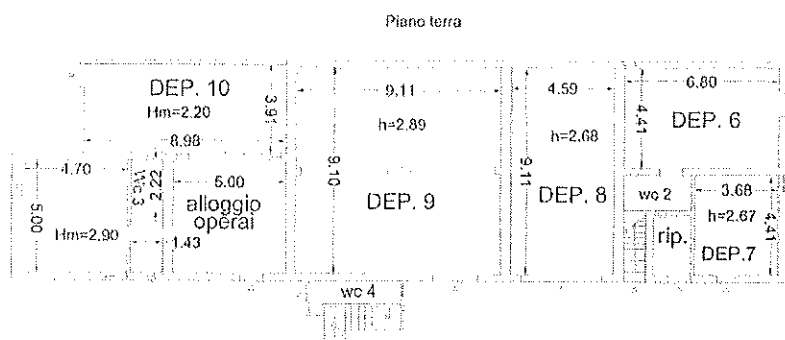 Piano terra
DEP. 10
Hm=2.20
3.91
8.98
4.70
5.00
Hm=2.90
Wc 3
2.22
1.43
5.00
alloggio
operai
9.11
h=2.89
9.10
DEP. 9
wc 4
4.59
h=2.68
9.11
DEP. 8
6.80
4.41
DEP. 6
wc 2
rip.
3.68
h=2.67
4.41
DEP.7